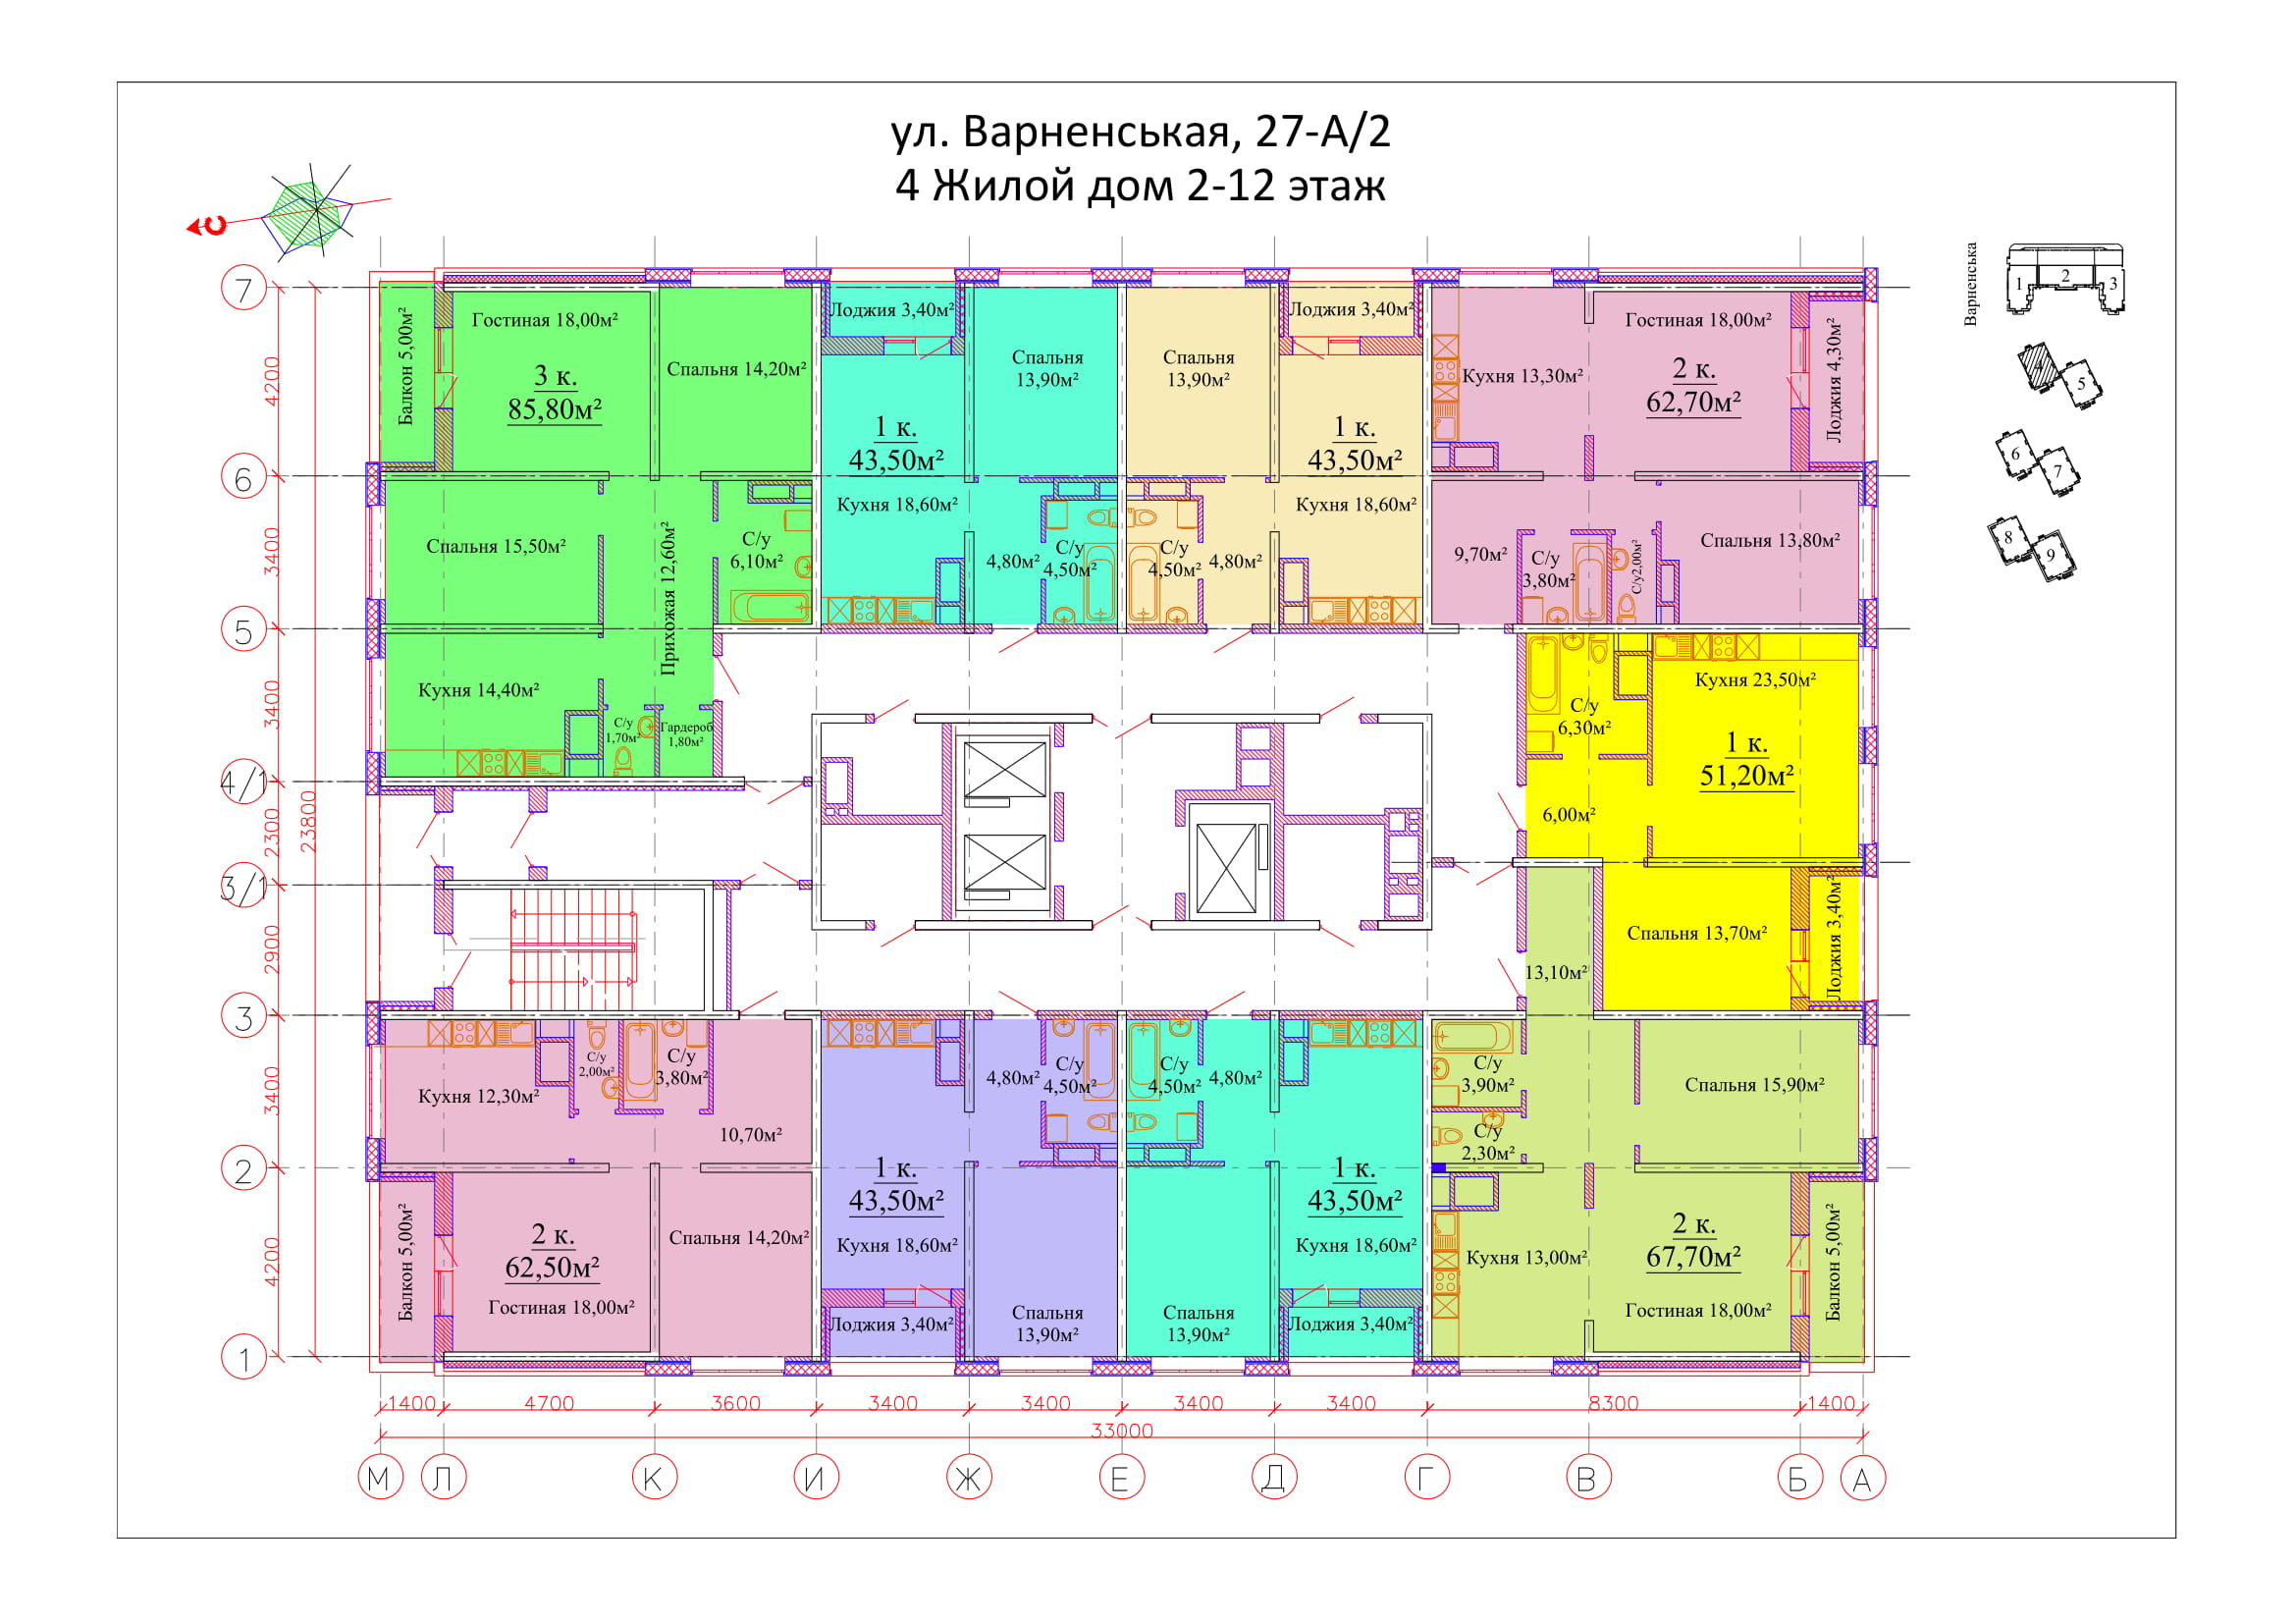 ул. Варненськая, 27-А/2
4 Жилой дом 2-12 этаж
С
Варненська
1
2
3
4
5
6
7
8
9
7
6
5
4/1
3/1
3
2
1
4200
3400
3400
2300
2900
3400
4200
23800
Балкон 5,00м²
Гостиная 18,00м²
3 к.
85,80м²
Спальня 14,20м²
Спальня 15,50м²
Прихожая 12,60м²
С/у
6,10м²
Кухня 14,40м²
С/у
1,70м²
Гардероб
1,80м²
Лоджия 3,40м²
1 к.
43,50м²
Кухня 18,60м²
Спальня
13,90м²
4,80м²
С/у
4,50м²
Спальня
13,90м²
Лоджия 3,40м²
1 к.
43,50м²
Кухня 18,60м²
С/у
4,50м²
4,80м²
Кухня 13,30м²
Гостиная 18,00м²
2 к.
62,70м²
Лоджия 4,30м²
9,70м²
С/у
3,80м²
С/у2,00м²
Спальня 13,80м²
С/у
6,30м²
Кухня 23,50м²
1 к.
51,20м²
6,00м²
Спальня 13,70м²
Лоджия 3,40м²
13,10м²
С/у
3,90м²
С/у
2,30м²
Спальня 15,90м²
Кухня 13,00м²
2 к.
67,70м²
Гостиная 18,00м²
Балкон 5,00м²
Кухня 12,30м²
С/у
2,00м²
С/у
3,80м²
10,70м²
Балкон 5,00м²
2 к.
62,50м²
Гостиная 18,00м²
Спальня 14,20м²
4,80м²
С/у
4,50м²
1 к.
43,50м²
Кухня 18,60м²
Лоджия 3,40м²
Спальня
13,90м²
С/у
4,50м²
4,80м²
1 к.
43,50м²
Кухня 18,60м²
Спальня
13,90м²
Лоджия 3,40м²
1400
4700
3600
3400
3400
3400
3400
8300
1400
33000
М
Л
К
И
Ж
Е
Д
Г
В
Б
А